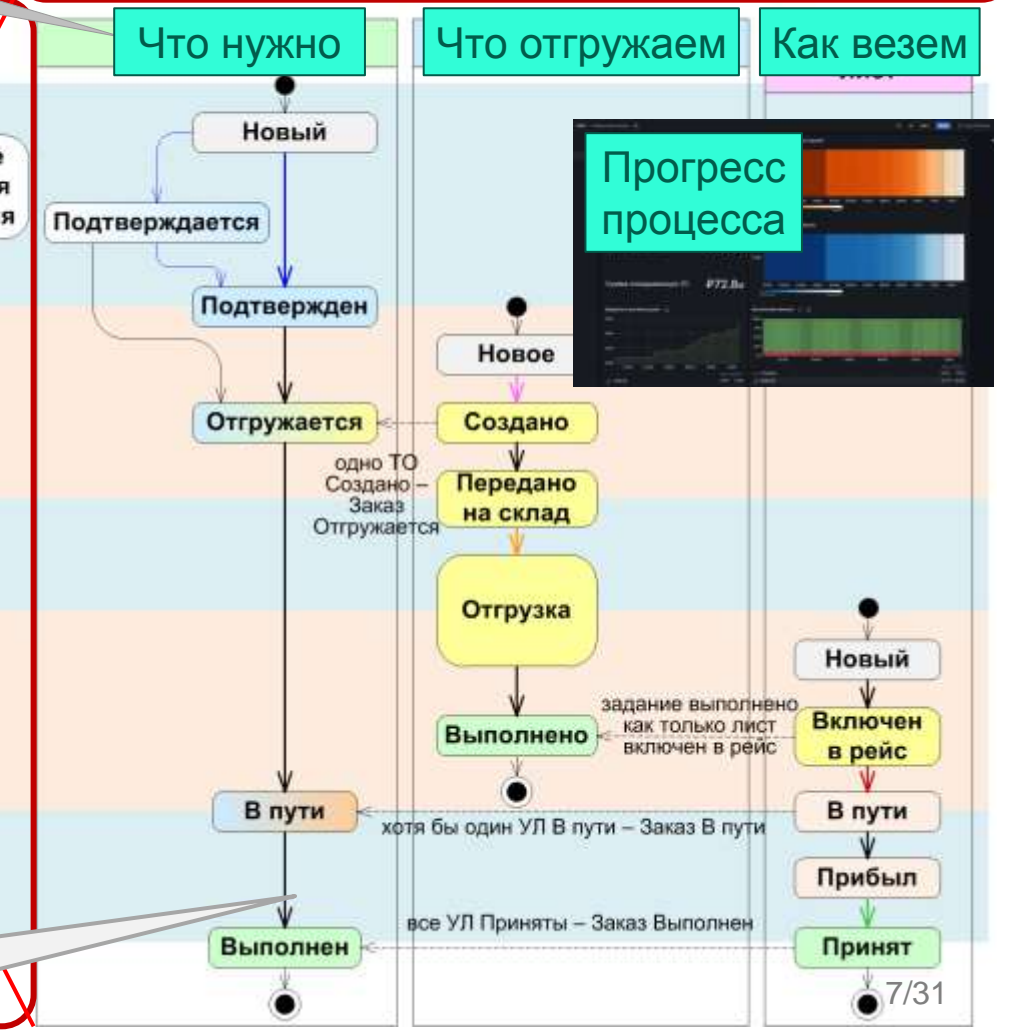 Что нужно
Что отгружаем
Как везем
Новый
Прогресс
процесса
е
я
я
Подтверждается
₽72.8м
Подтвержден
Новое
Отгружается
Создано
одно ТО
Создано –
Заказ
Отгружается
Передано
на склад
Отгрузка
Новый
задание выполнено
как только лист
включен в рейс
Выполнено
Включен
в рейс
В пути
В пути
хотя бы один УЛ В пути – Заказ В пути
Прибыл
все УЛ Приняты – Заказ Выполнен
Выполнен
Принят
7/31